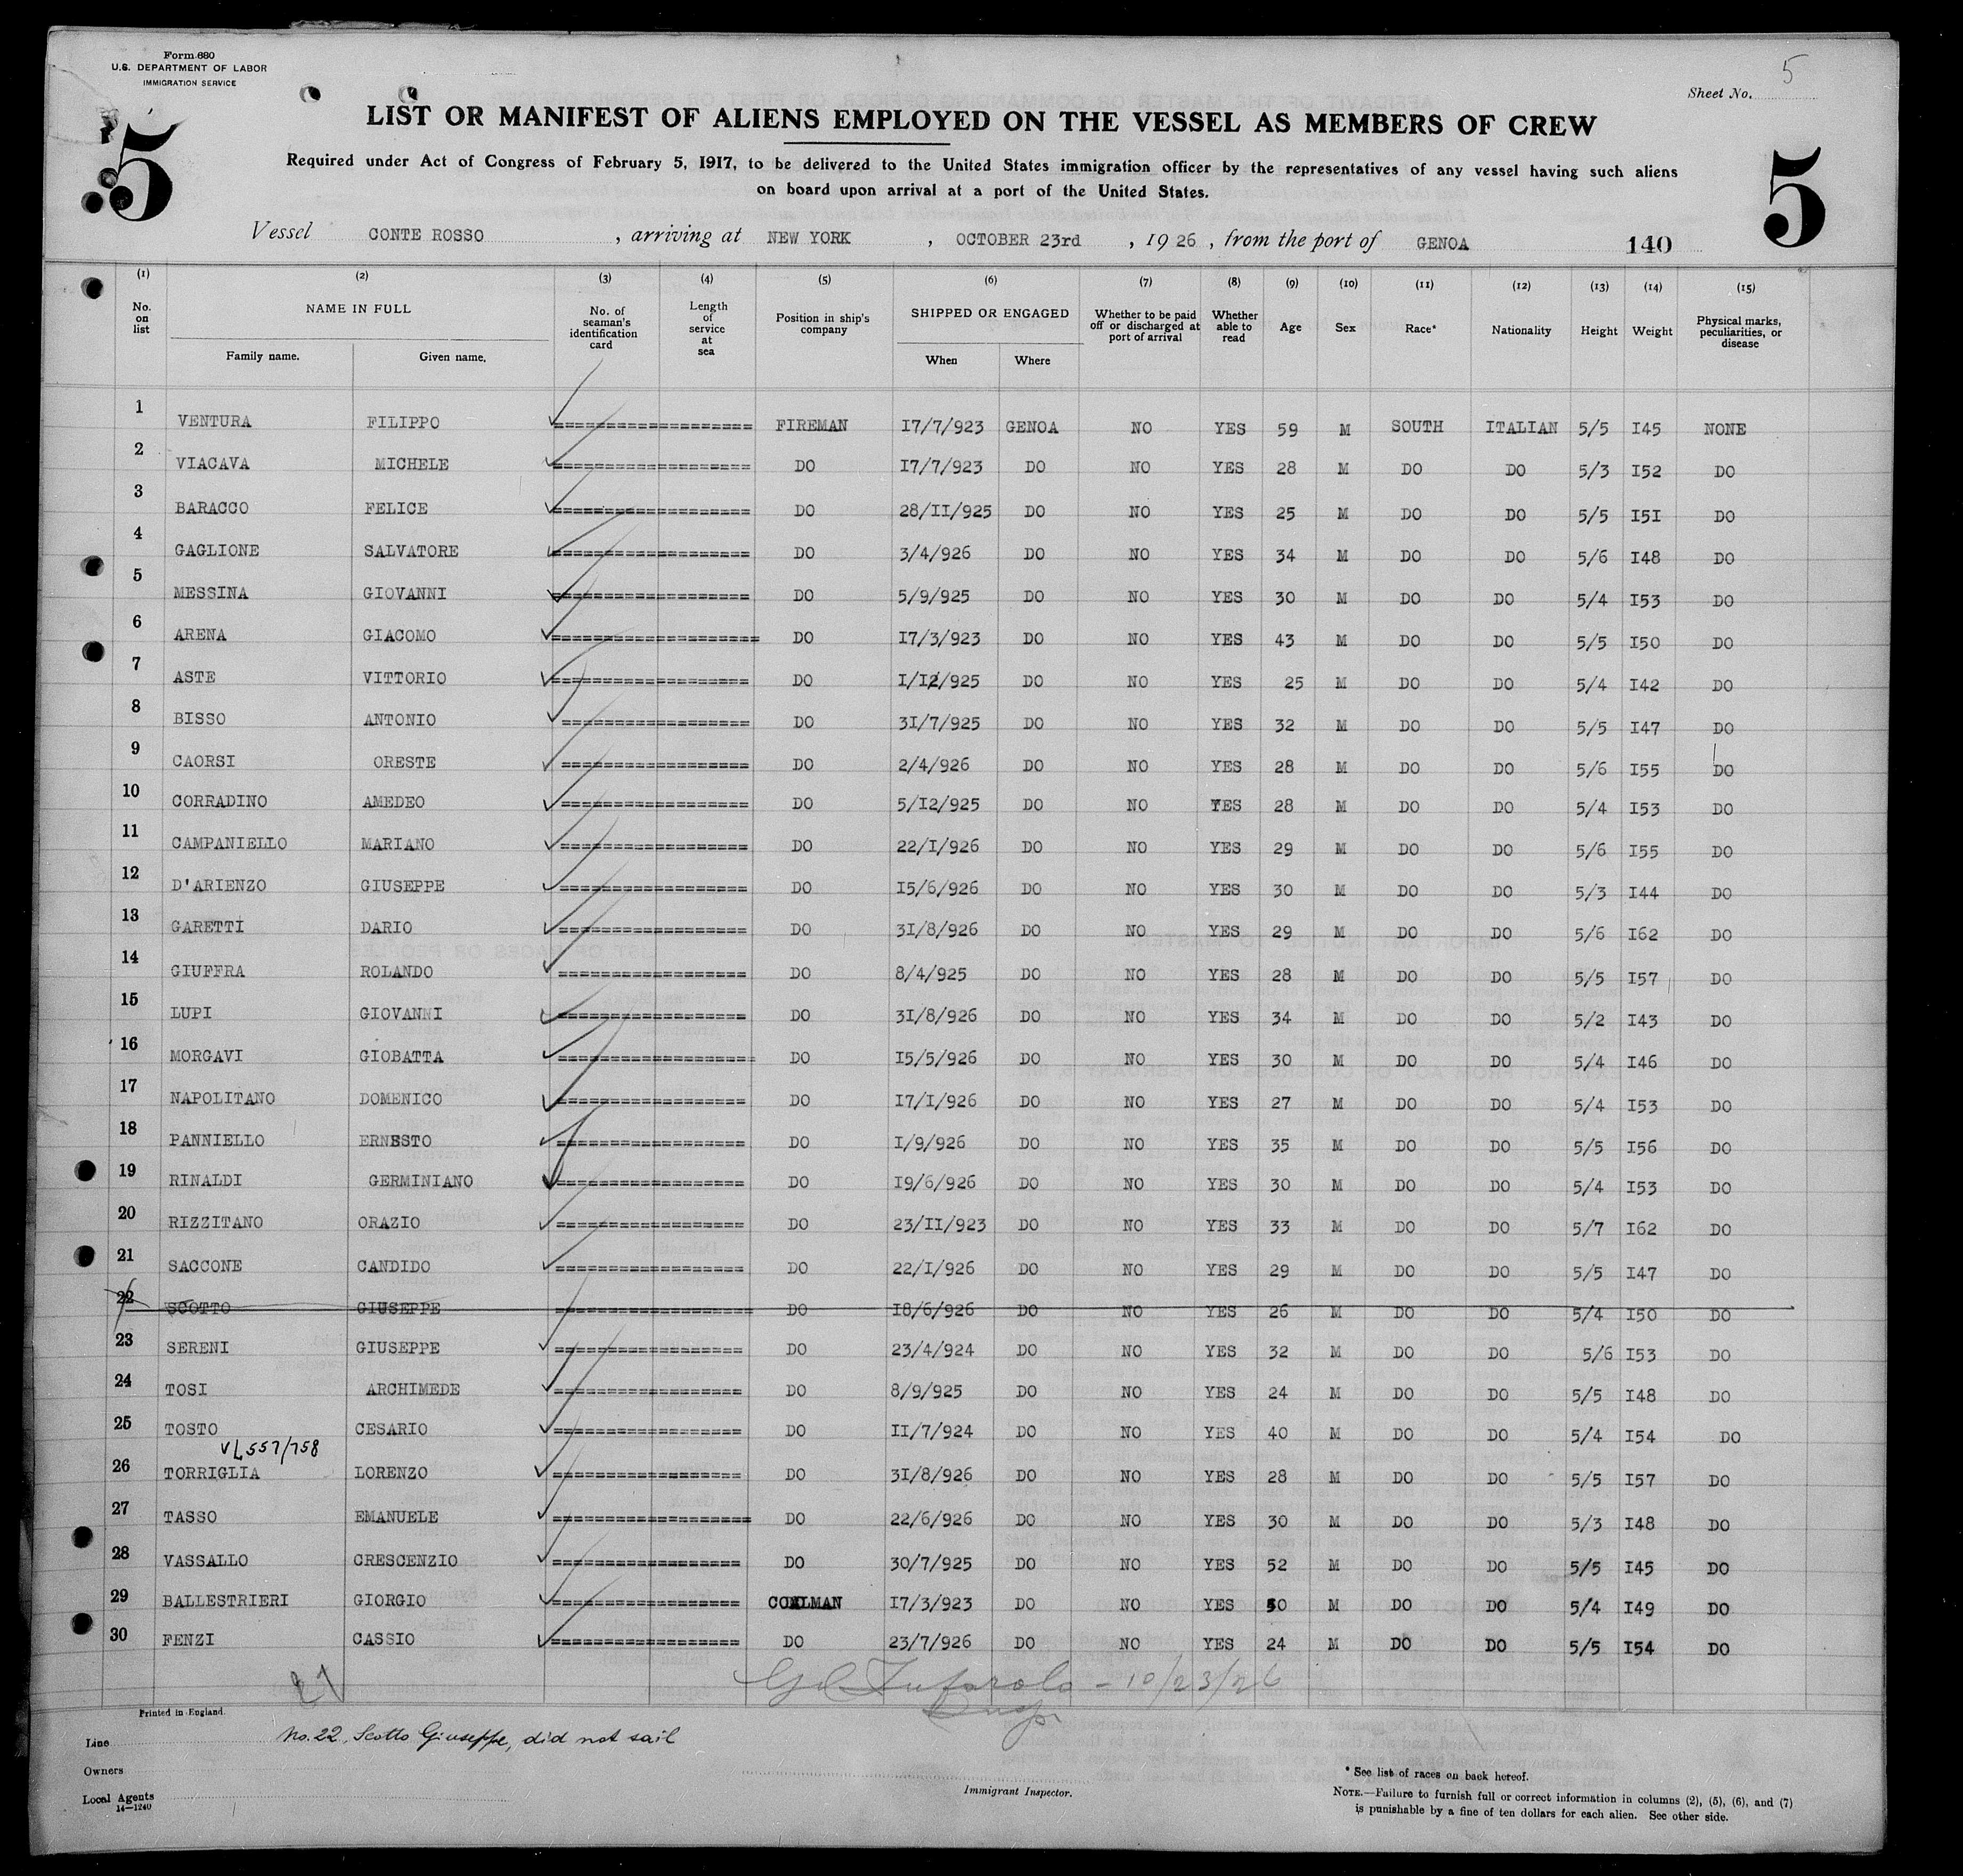 Form 680
U.S. DEPARTMENT OF LABOR
IMMIGRATION SERVICE
5
Sheet No.
5
5
LIST OR MANIFEST OF ALIENS EMPLOYED ON THE VESSEL AS MEMBERS OF CREW
Required under Act of Congress of February 5, 1917, to be delivered to the United States immigration officer by the representatives of any vessel having such aliens
on board upon arrival at a port of the United States.
Vessel CONTE ROSSO, arriving at NEW YORK, OCTOBER 23rd, 1926, from the port of GENOA 140
(1) (2) (3) (4) (5) (6) (7) (8) (9) (10) (11) (12) (13) (14) (15)
No. on list NAME IN FULL No. of seaman's identification card Length of service at sea Position in ship's company SHIPPED OR ENGAGED Whether to be paid off or discharged at port of arrival Whether able to read Age Sex Race* Nationality Height Weight Physical marks, peculiarities, or disease
Family name. Given name. When Where
1 VENTURA FILIPPO FIREMAN I7/7/923 GENOA NO YES 59 M SOUTH ITALIAN 5/5 I45 NONE
2 VIACAVA MICHELE DO I7/7/923 DO NO YES 28 M DO DO 5/3 I52 DO
3 BARACCO FELICE DO 28/II/925 DO NO YES 25 M DO DO 5/5 I5I DO
4 GAGLIONE SALVATORE DO 3/4/926 DO NO YES 34 M DO DO 5/6 I48 DO
5 MESSINA GIOVANNI DO 5/9/925 DO NO YES 30 M DO DO 5/4 I53 DO
6 ARENA GIACOMO DO I7/3/923 DO NO YES 43 M DO DO 5/5 I50 DO
7 ASTE VITTORIO DO I/I2/925 DO NO YES 25 M DO DO 5/4 I42 DO
8 BISSO ANTONIO DO 3I/7/925 DO NO YES 32 M DO DO 5/5 I47 DO
9 CAORSI ORESTE DO 2/4/926 DO NO YES 28 M DO DO 5/6 I55 DO
10 CORRADINO AMEDEO DO 5/I2/925 DO NO YES 28 M DO DO 5/4 I53 DO
11 CAMPANIELLO MARIANO DO 22/I/926 DO NO YES 29 M DO DO 5/6 I55 DO
12 D'ARIENZO GIUSEPPE DO I5/6/926 DO NO YES 30 M DO DO 5/3 I44 DO
13 GARETTI DARIO DO 3I/8/926 DO NO YES 29 M DO DO 5/6 I62 DO
14 GIUFFRA ROLANDO DO 8/4/925 DO NO YES 28 M DO DO 5/5 I57 DO
15 LUPI GIOVANNI DO 3I/8/926 DO NO YES 34 M DO DO 5/2 I43 DO
16 MORGAVI GIOBATTA DO I5/5/926 DO NO YES 30 M DO DO 5/4 I46 DO
17 NAPOLITANO DOMENICO DO I7/I/926 DO NO YES 27 M DO DO 5/4 I53 DO
18 PANNIELLO ERNESTO DO I/9/926 DO NO YES 35 M DO DO 5/5 I56 DO
19 RINALDI GERMINIANO DO I9/6/926 DO NO YES 30 M DO DO 5/4 I53 DO
20 RIZZITANO ORAZIO DO 23/II/923 DO NO YES 33 M DO DO 5/7 I62 DO
21 SACCONE CANDIDO DO 22/I/926 DO NO YES 29 M DO DO 5/5 I47 DO
22 SCOTTO GIUSEPPE DO I8/6/926 DO NO YES 26 M DO DO 5/4 I50 DO
23 SERENI GIUSEPPE DO 23/4/924 DO NO YES 32 M DO DO 5/6 I53 DO
24 TOSI ARCHIMEDE DO 8/9/925 DO NO YES 24 M DO DO 5/5 I48 DO
25 TOSTO CESARIO DO II/7/924 DO NO YES 40 M DO DO 5/4 I54 DO
VL557/758
26 TORRIGLIA LORENZO DO 3I/8/926 DO NO YES 28 M DO DO 5/5 I57 DO
27 TASSO EMANUELE DO 22/6/926 DO NO YES 30 M DO DO 5/3 I48 DO
28 VASSALLO CRESCENZIO DO 30/7/925 DO NO YES 52 M DO DO 5/5 I45 DO
29 BALLESTRIERI GIORGIO COALMAN I7/3/923 DO NO YES 50 M DO DO 5/4 I49 DO
30 FENZI CASSIO DO 23/7/926 DO NO YES 24 M DO DO 5/5 I54 DO
10/23/26
Printed in England.
Line No. 22, Scotto Giuseppe, did not sail
Owners
Local Agents
14—1240
Immigrant Inspector.
* See list of races on back hereof.
NOTE.—Failure to furnish full or correct information in columns (2), (5), (6), and (7)
is punishable by a fine of ten dollars for each alien. See other side.